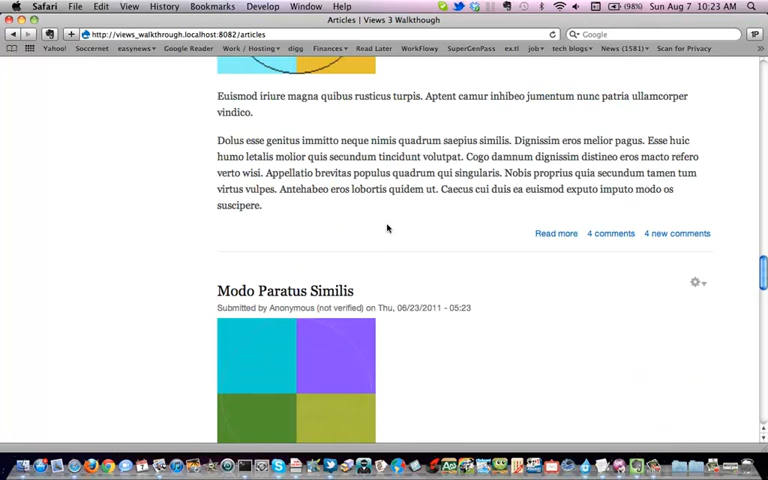 Safari File Edit View History Bookmarks Develop Window Help (98%) Sun Aug 7 10:23 AM
Articles | Views 3 Walkthough
http://views_walkthrough.localhost:8082/articles
Google
Yahoo! Soccernet easynews Google Reader Work / Hosting digg Finances Read Later WorkFlowy SuperGenPass ex.tl job tech blogs News (1581) Scan for Privacy
Euismod iriure magna quibus rusticus turpis. Aptent camur inhibeo jumentum nunc patria ullamcorper
vindico.
Dolus esse genitus immitto neque nimis quadrum saepius similis. Dignissim eros melior pagus. Esse huic
humo letalis molior quis secundum tincidunt volutpat. Cogo damnum dignissim distineo eros macto refero
verto wisi. Appellatio brevitas populus quadrum qui singularis. Nobis proprius quia secundum tamen tum
virtus vulpes. Antehabeo eros lobortis quidem ut. Caecus cui duis ea euismod exputo imputo modo os
suscipere.
Read more 4 comments 4 new comments
Modo Paratus Similis
Submitted by Anonymous (not verified) on Thu, 06/23/2011 - 05:23